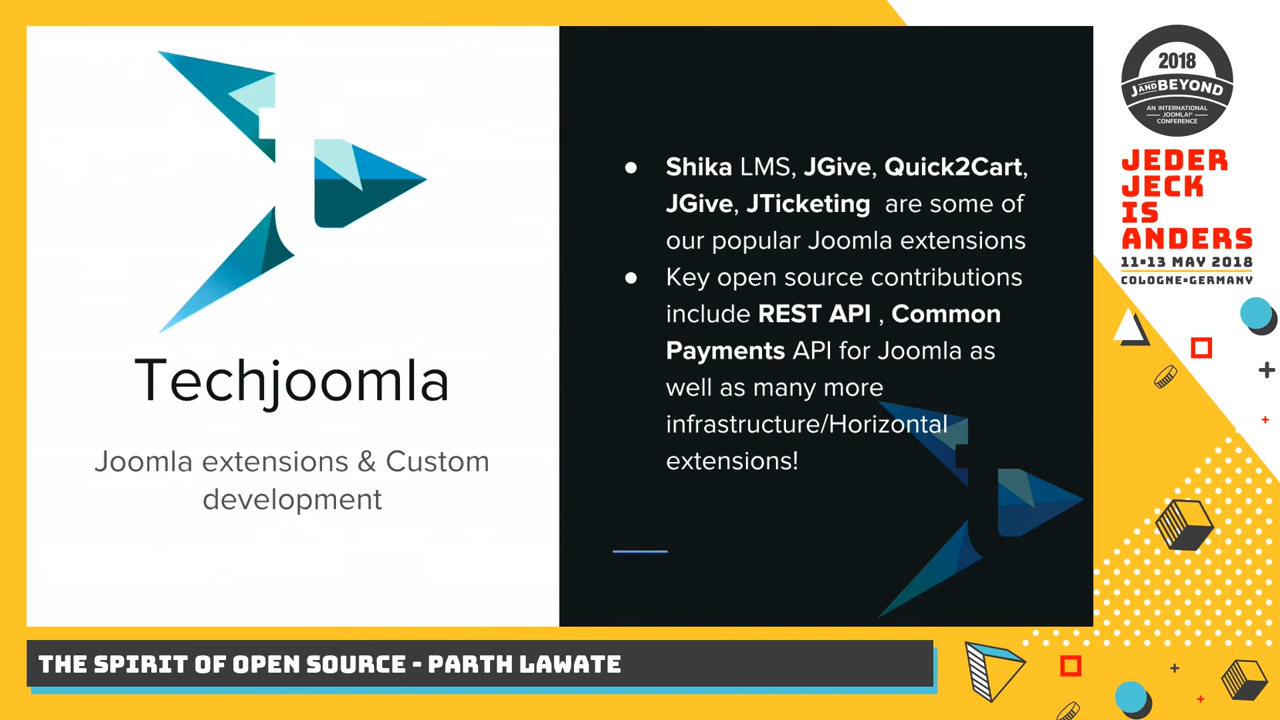 Techjoomla
Joomla extensions & Custom
development
● Shika LMS, JGive, Quick2Cart,
JGive, JTicketing are some of
our popular Joomla extensions
● Key open source contributions
include REST API , Common
Payments API for Joomla as
well as many more
infrastructure/Horizontal
extensions!
2018
JANDBEYOND
AN INTERNATIONAL
JOOMLA!®
CONFERENCE
JEDER
JECK
IS
ANDERS
11▪13 MAY 2018
COLOGNE▪GERMANY
THE SPIRIT OF OPEN SOURCE - PARTH LAWATE